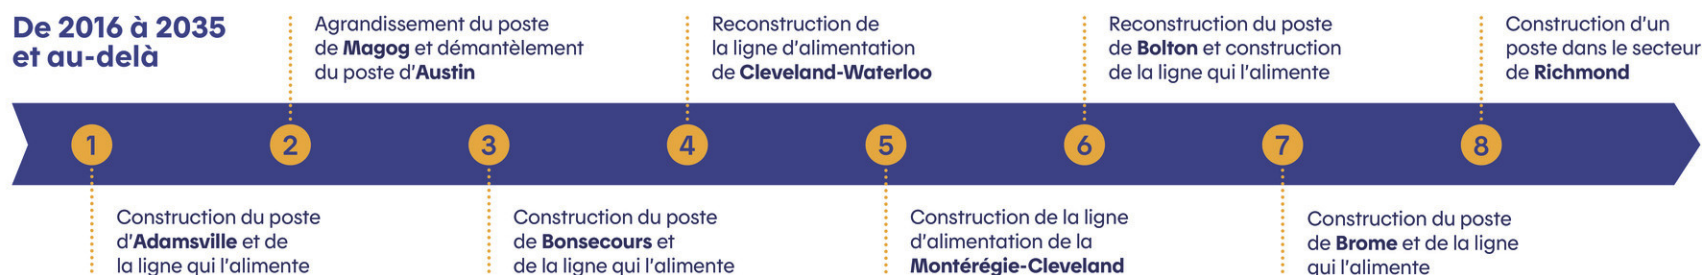 De 2016 à 2035
et au-delà
1
Construction du poste
d'Adamsville et de
la ligne qui l'alimente
2
Agrandissement du poste
de Magog et démantèlement
du poste d'Austin
3
Construction du poste
de Bonsecours et
de la ligne qui l'alimente
4
Reconstruction de
la ligne d'alimentation
de Cleveland-Waterloo
5
Construction de la ligne
d'alimentation de la
Montérégie-Cleveland
6
Reconstruction du poste
de Bolton et construction
de la ligne qui l'alimente
7
Construction du poste
de Brome et de la ligne
qui l'alimente
8
Construction d'un
poste dans le secteur
de Richmond